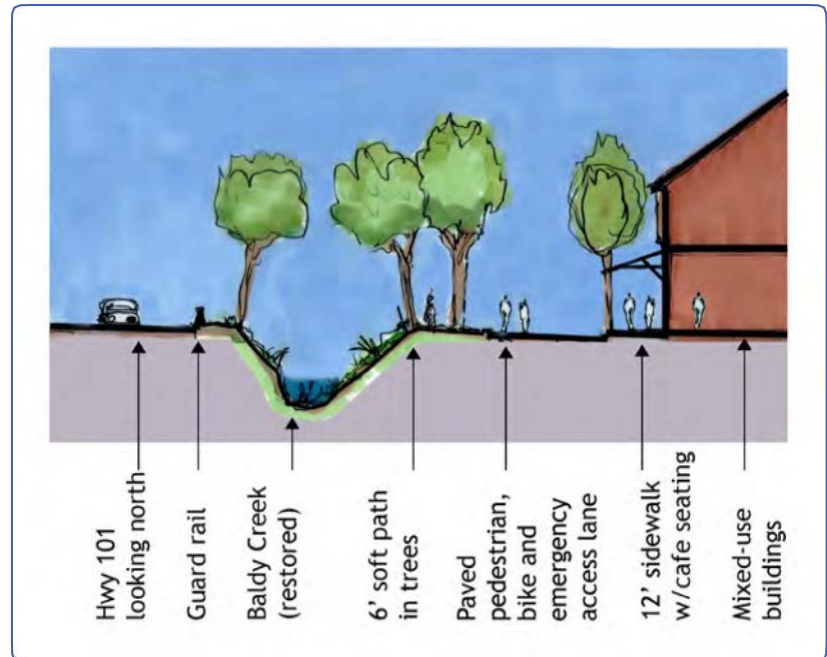 Hwy 101
looking north
Guard rail
Baldy Creek
(restored)
6’ soft path
in trees
Paved
pedestrian,
bike and
emergency
access lane
12’ sidewalk
w/cafe seating
Mixed-use
buildings